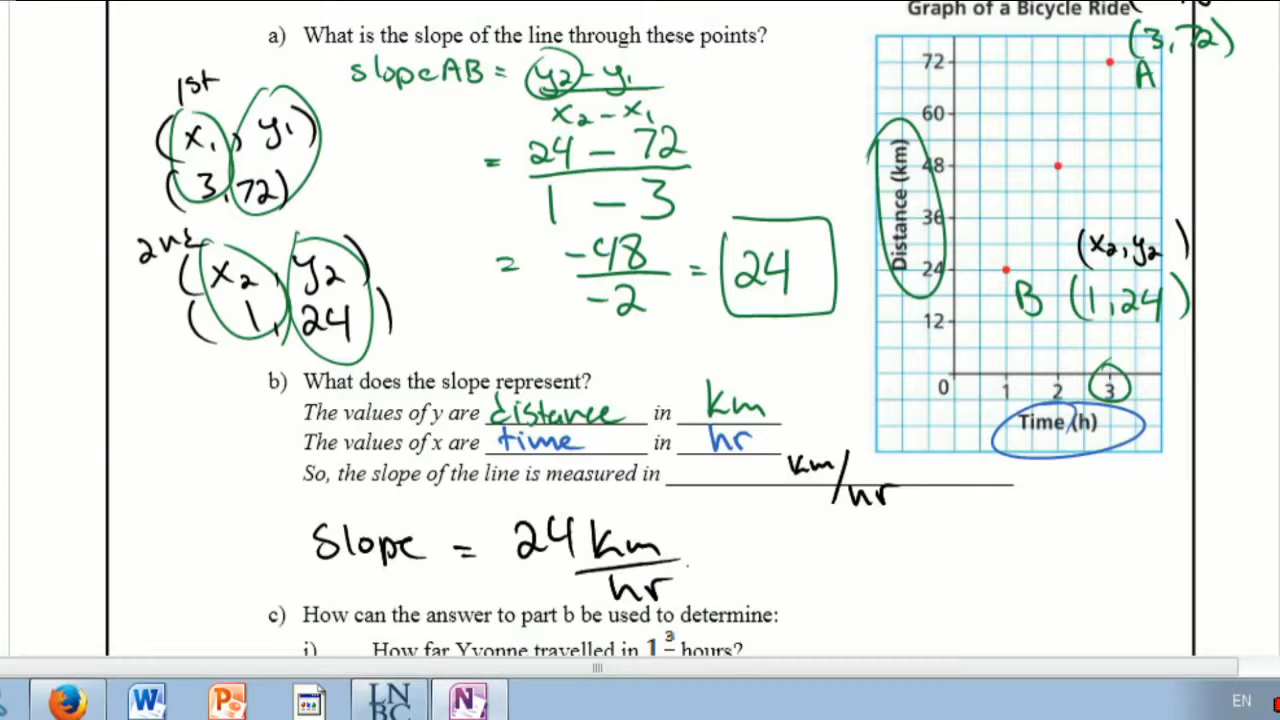 Graph of a Bicycle Ride
a) What is the slope of the line through these points?
(3, 72)
A
slope AB = y₂ - y₁
x₂ - x₁
1st
(x₁, y₁)
(3, 72)
= 24 - 72
1 - 3
2nd
(x₂, y₂)
(1, 24)
= -48
-2
= 24
72
60
48
36
24
12
0
1
2
3
Distance (km)
Time (h)
(x₂, y₂)
B (1, 24)
b) What does the slope represent?
The values of y are distance in km
The values of x are time in hr
So, the slope of the line is measured in km/hr
Slope = 24 km
hr
c) How can the answer to part b be used to determine:
i) How far Yvonne travelled in 1 3 hours?
W
P
LN
BC
N
EN